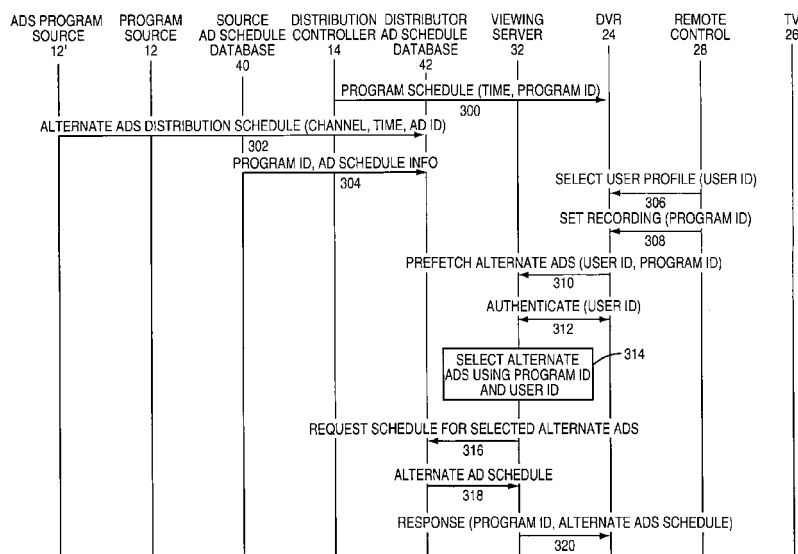 ADS PROGRAM SOURCE 12'
PROGRAM SOURCE 12
SOURCE AD SCHEDULE DATABASE 40
DISTRIBUTION CONTROLLER 14
DISTRIBUTOR AD SCHEDULE DATABASE 42
VIEWING SERVER 32
DVR 24
REMOTE CONTROL 28
TV 26
PROGRAM SCHEDULE (TIME, PROGRAM ID)
300
ALTERNATE ADS DISTRIBUTION SCHEDULE (CHANNEL, TIME, AD ID)
302
PROGRAM ID, AD SCHEDULE INFO
304
SELECT USER PROFILE (USER ID)
306
SET RECORDING (PROGRAM ID)
308
PREFETCH ALTERNATE ADS (USER ID, PROGRAM ID)
310
AUTHENTICATE (USER ID)
312
SELECT ALTERNATE
ADS USING PROGRAM ID
AND USER ID
314
REQUEST SCHEDULE FOR SELECTED ALTERNATE ADS
316
ALTERNATE AD SCHEDULE
318
RESPONSE (PROGRAM ID, ALTERNATE ADS SCHEDULE)
320